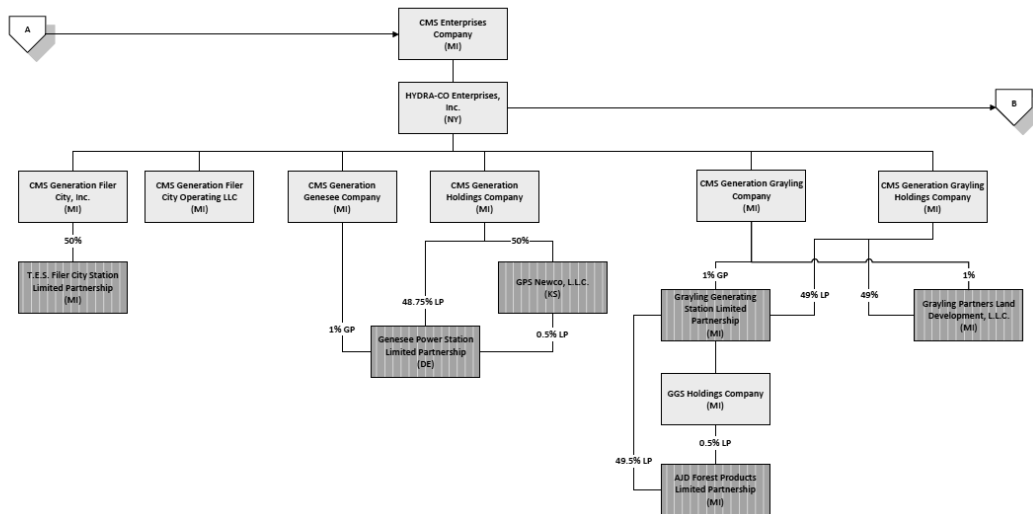 A
CMS Enterprises
Company
(MI)
HYDRA-CO Enterprises,
Inc.
(NY)
B
CMS Generation Filer
City, Inc.
(MI)
CMS Generation Filer
City Operating LLC
(MI)
CMS Generation
Genesee Company
(MI)
CMS Generation
Holdings Company
(MI)
CMS Generation Grayling
Company
(MI)
CMS Generation Grayling
Holdings Company
(MI)
50%
50%
T.E.S. Filer City Station
Limited Partnership
(MI)
GPS Newco, L.L.C.
(KS)
1% GP
49% LP
49%
1%
Grayling Generating
Station Limited
Partnership
(MI)
Grayling Partners Land
Development, L.L.C.
(MI)
48.75% LP
1% GP
0.5% LP
Genesee Power Station
Limited Partnership
(DE)
GGS Holdings Company
(MI)
0.5% LP
49.5% LP
AJD Forest Products
Limited Partnership
(MI)